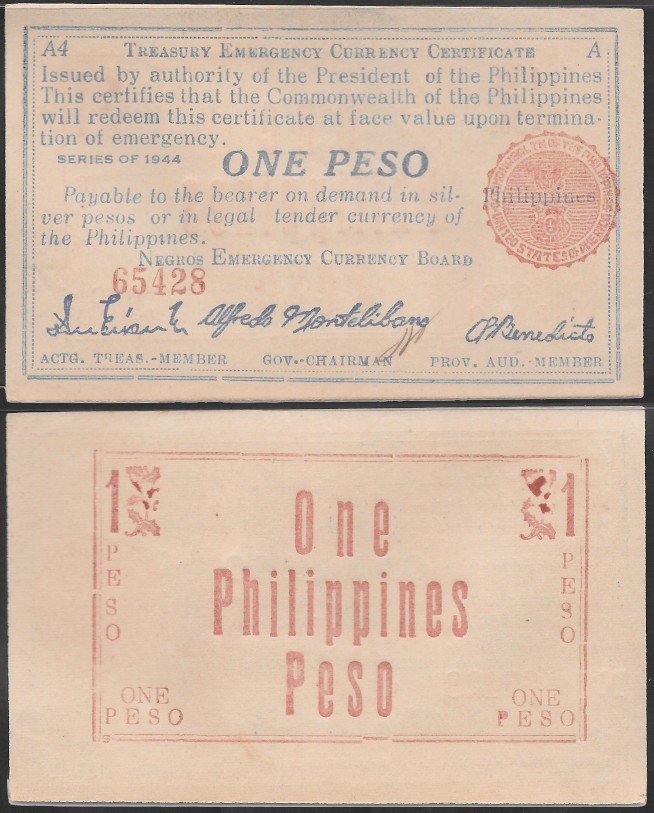 A4 TREASURY EMERGENCY CURRENCY CERTIFICATE A
Issued by authority of the President of the Philippines
This certifies that the Commonwealth of the Philippines
will redeem this certificate at face value upon termina-
tion of emergency.
SERIES OF 1944 ONE PESO
Payable to the bearer on demand in sil-
ver pesos or in legal tender currency of
the Philippines.
COMMONWEALTH OF THE PHILIPPINES
Philippines
UNITED STATES OF AMERICA
NEGROS EMERGENCY CURRENCY BOARD
65428
Alfredo Montelibano
Benedicto
ACTG. TREAS.-MEMBER GOV.-CHAIRMAN PROV. AUD.-MEMBER
1 1
One
Philippines
Peso
PESO
PESO
ONE PESO
ONE PESO
S